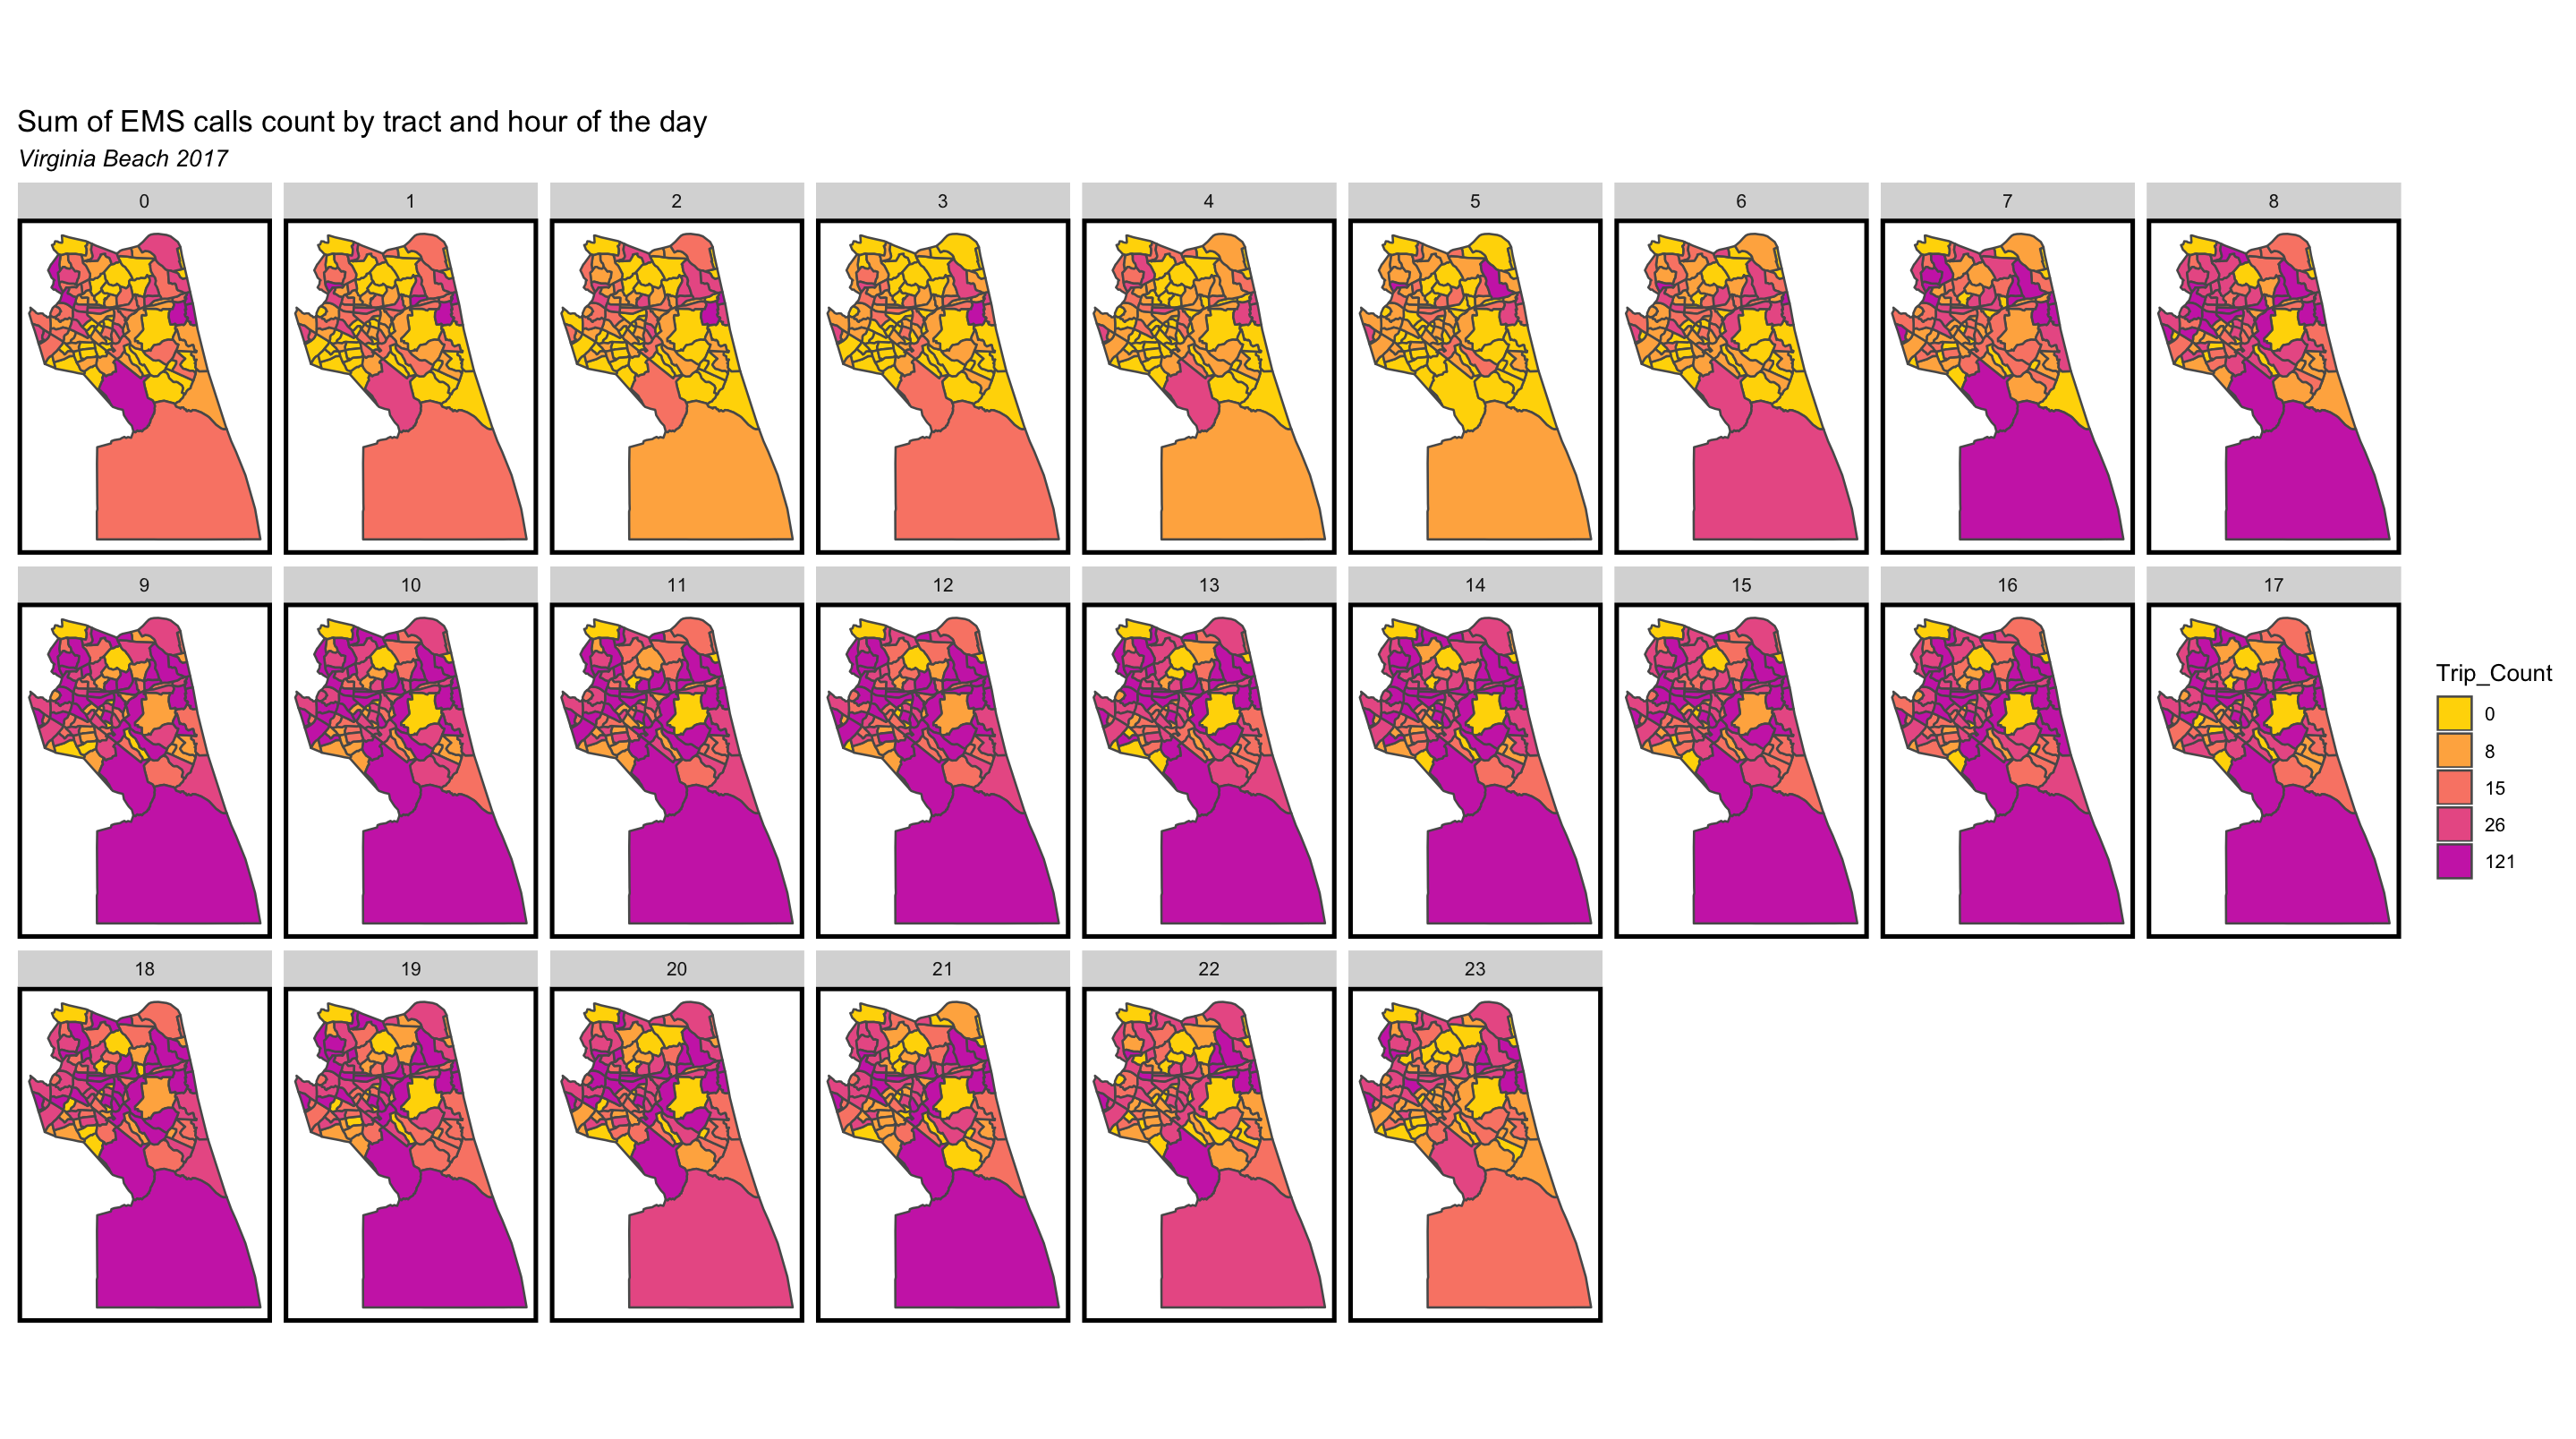 Sum of EMS calls count by tract and hour of the day
Virginia Beach 2017
0 1 2 3 4 5 6 7 8
9 10 11 12 13 14 15 16 17
18 19 20 21 22 23
Trip_Count
0
8
15
26
121